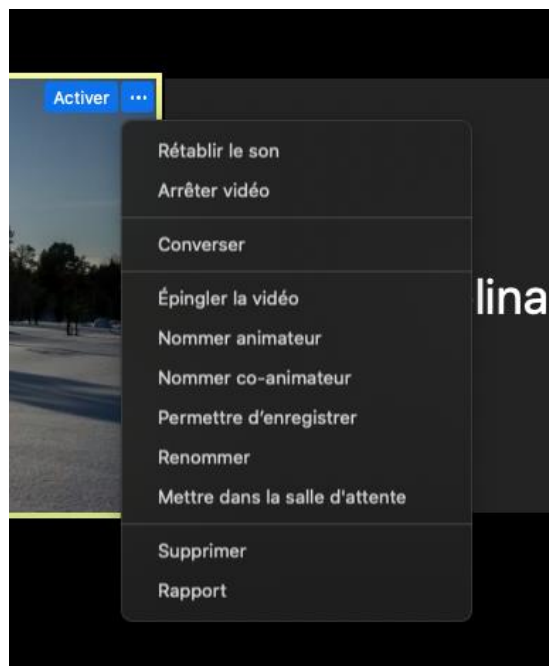 Activer ...
Rétablir le son
Arrêter vidéo
Converser
Épingler la vidéo
lina
Nommer animateur
Nommer co-animateur
Permettre d'enregistrer
Renommer
Mettre dans la salle d'attente
Supprimer
Rapport